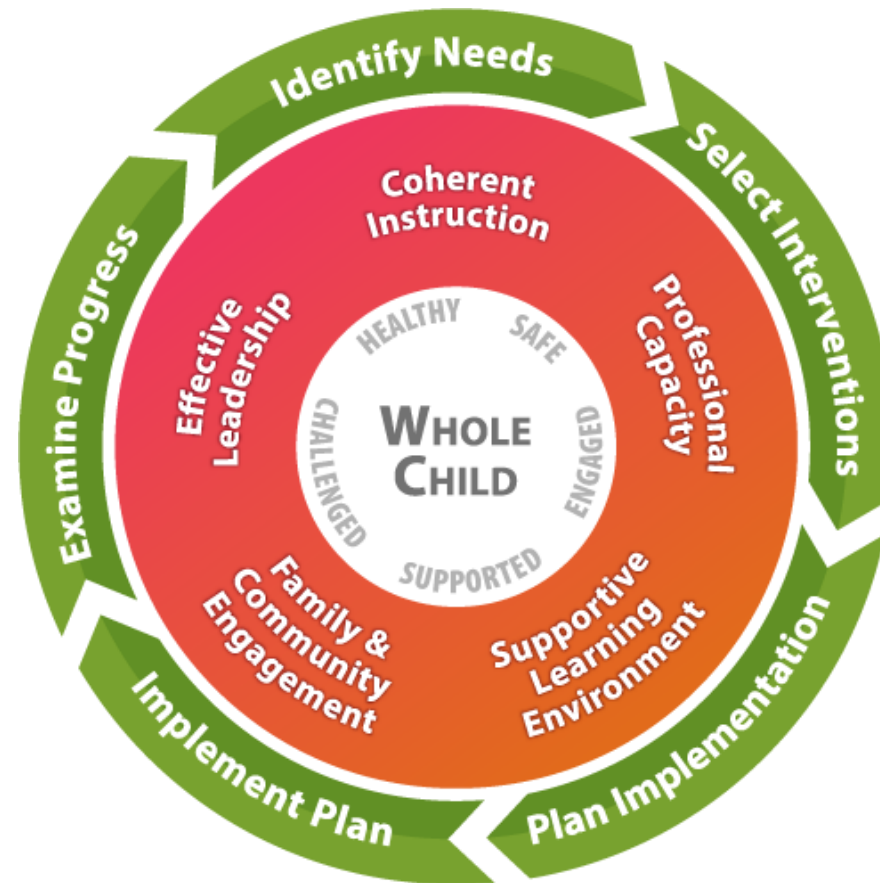 Identify Needs
Select Interventions
Plan Implementation
Implement Plan
Examine Progress
Coherent
Instruction
Professional
Capacity
Supportive
Learning
Environment
Family &
Community
Engagement
Effective
Leadership
HEALTHY
SAFE
ENGAGED
SUPPORTED
CHALLENGED
WHOLE
CHILD